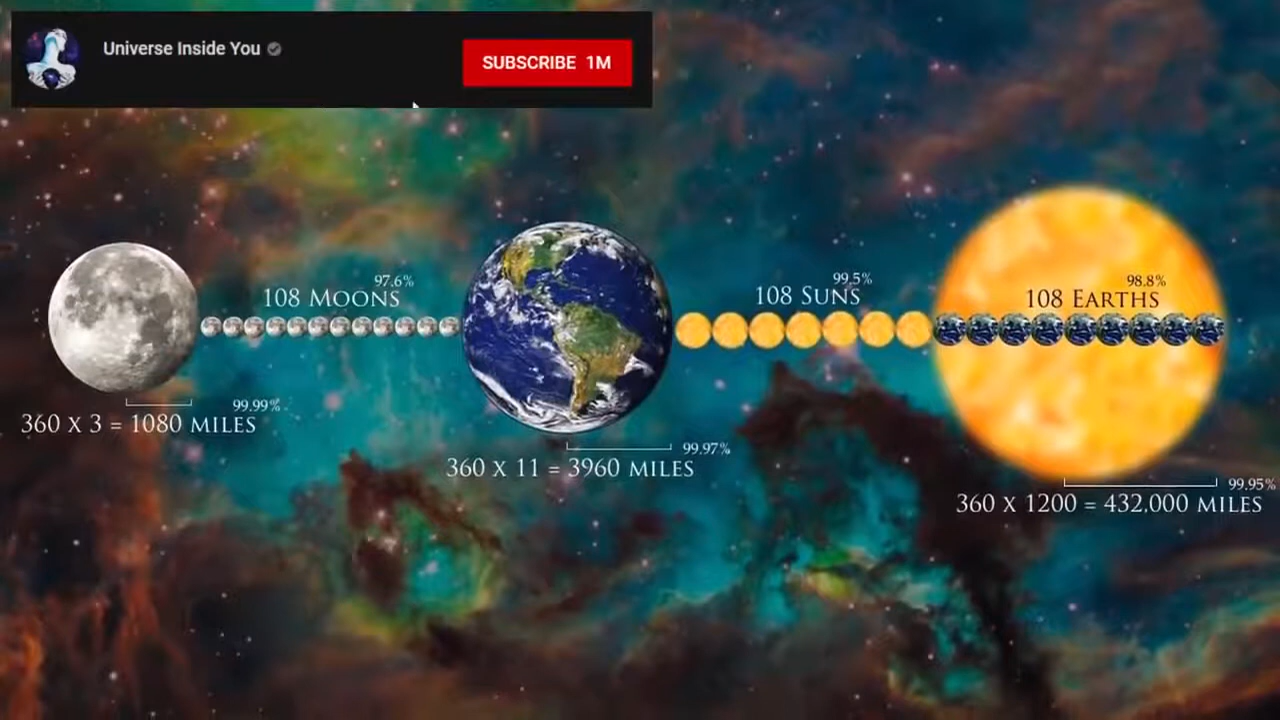 Universe Inside You
SUBSCRIBE 1M
97.6%
108 MOONS
99.5%
108 SUNS
98.8%
108 EARTHS
99.99%
360 X 3 = 1080 MILES
99.97%
360 X 11 = 3960 MILES
99.95%
360 X 1200 = 432,000 MILES